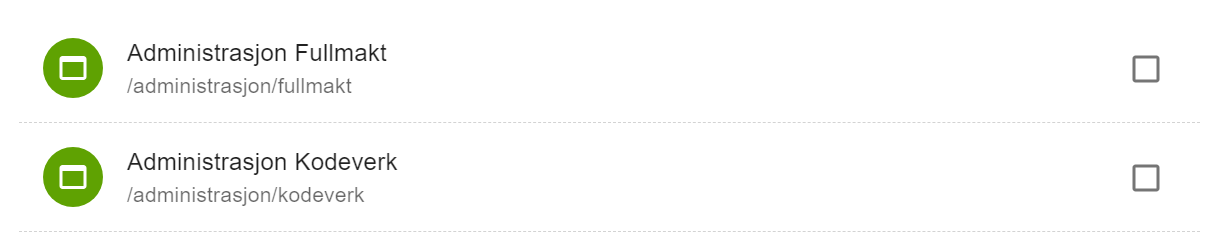 Administrasjon Fullmakt
/administrasjon/fullmakt
Administrasjon Kodeverk
/administrasjon/kodeverk